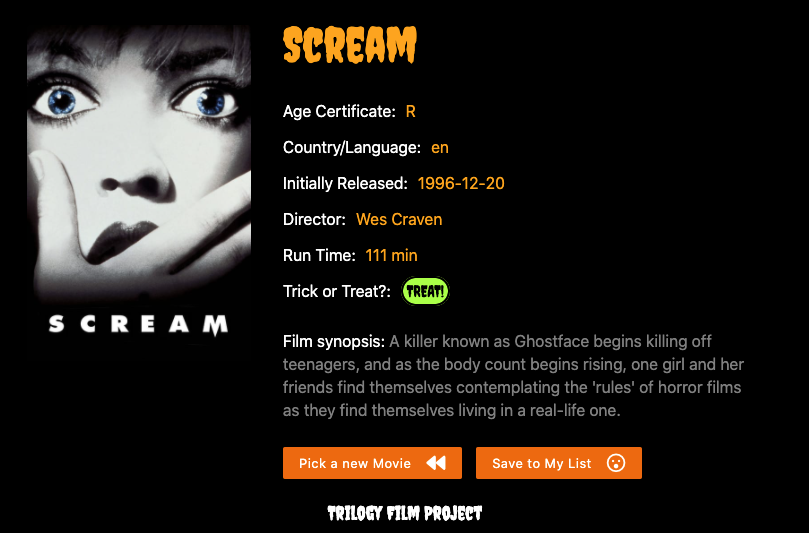 SCREAM
Age Certificate: R
Country/Language: en
Initially Released: 1996-12-20
Director: Wes Craven
Run Time: 111 min
Trick or Treat?: TREAT!
SCREAM
Film synopsis: A killer known as Ghostface begins killing off
teenagers, and as the body count begins rising, one girl and her
friends find themselves contemplating the 'rules' of horror films
as they find themselves living in a real-life one.
Pick a new Movie
Save to My List
TRILOGY FILM PROJECT